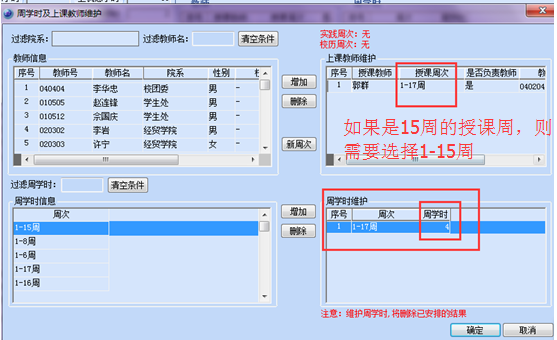 周学时及上课教师维护
过滤院系: 过滤教师名: 清空条件
实践周次：无
校历周次：无
教师信息
序号 教师号 教师名 院系 性别
1 040404 李华忠 校团委 男 -
2 010505 赵连锋 学生处 男 -
3 010512 佘国庆 学生处 男 -
4 020302 李岩 经贸学院 男 -
5 020303 许宁 经贸学院 女 -
增加
删除
新周次
上课教师维护
序号 授课教师 授课周次 是否负责教师 教师号
1 郭群 1-17周 是 040204
如果是15周的授课周，则
需要选择1-15周
过滤周学时: 清空条件
周学时信息
周次
1-15周
1-8周
1-6周
1-17周
1-16周
增加
删除
周学时维护
序号 周次 周学时
1 1-17周 4
注意：维护周学时,将删除已安排的结果
确定 取消